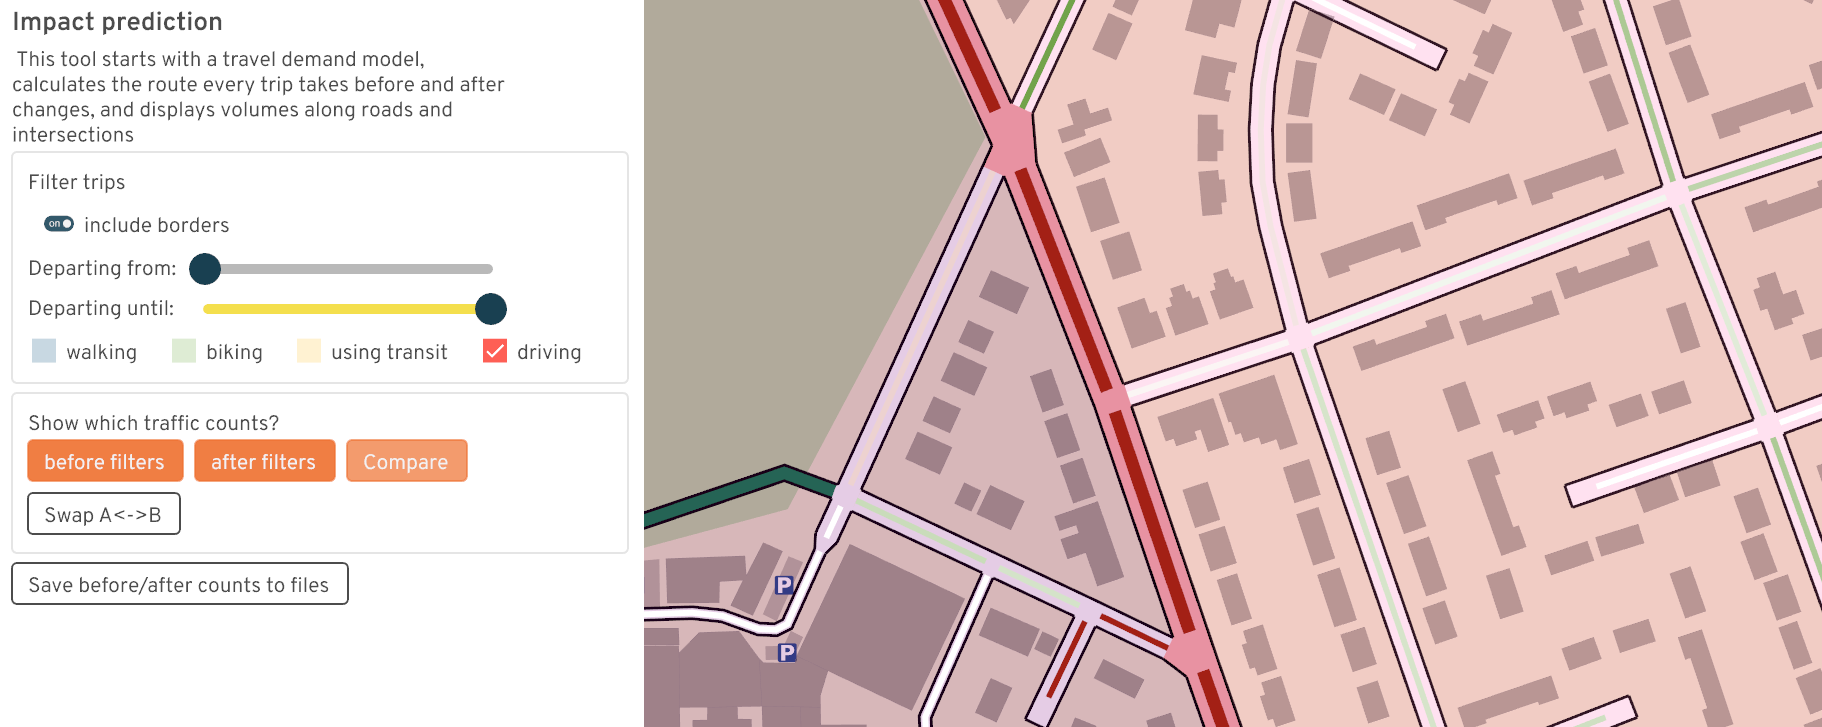 Impact prediction
This tool starts with a travel demand model,
calculates the route every trip takes before and after
changes, and displays volumes along roads and
intersections
Filter trips
on include borders
Departing from:
Departing until:
walking biking using transit driving
Show which traffic counts?
before filters after filters Compare
Swap A<->B
Save before/after counts to files
P
P